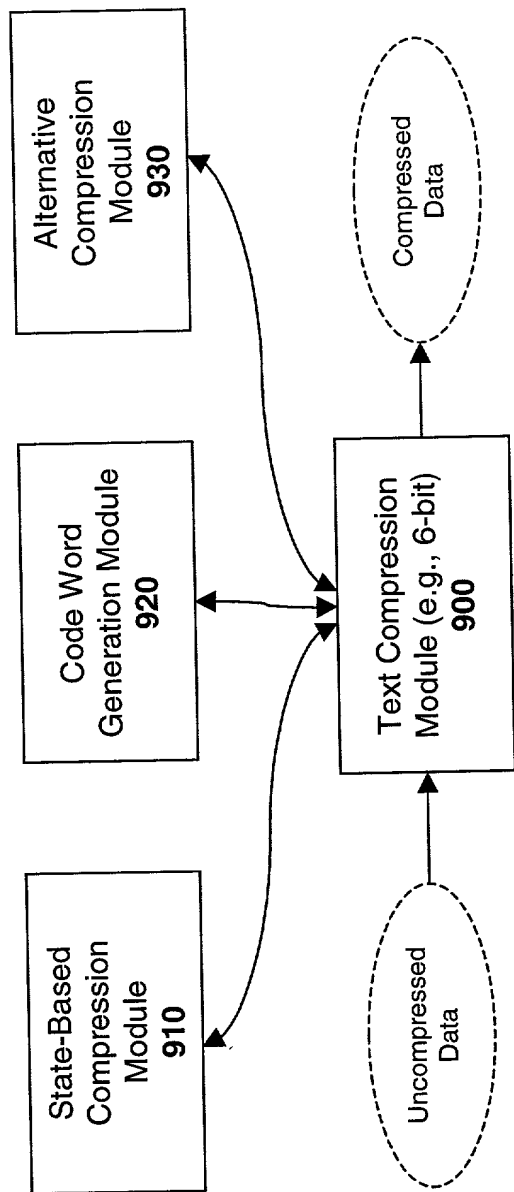 State-Based
Compression
Module
910
Code Word
Generation Module
920
Alternative
Compression
Module
930
Uncompressed
Data
Text Compression
Module (e.g., 6-bit)
900
Compressed
Data